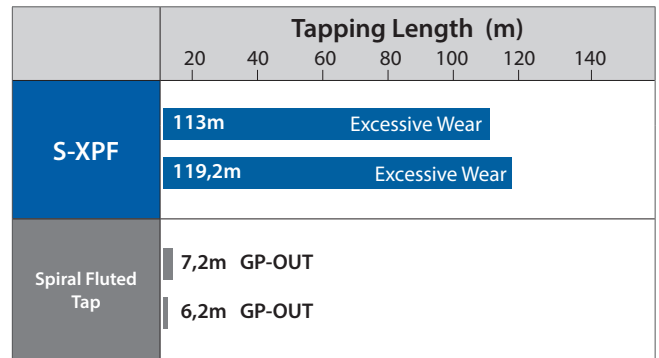 Tapping Length (m)
20 40 60 80 100 120 140
S-XPF
113m Excessive Wear
119,2m Excessive Wear
Spiral Fluted
Tap
7,2m GP-OUT
6,2m GP-OUT